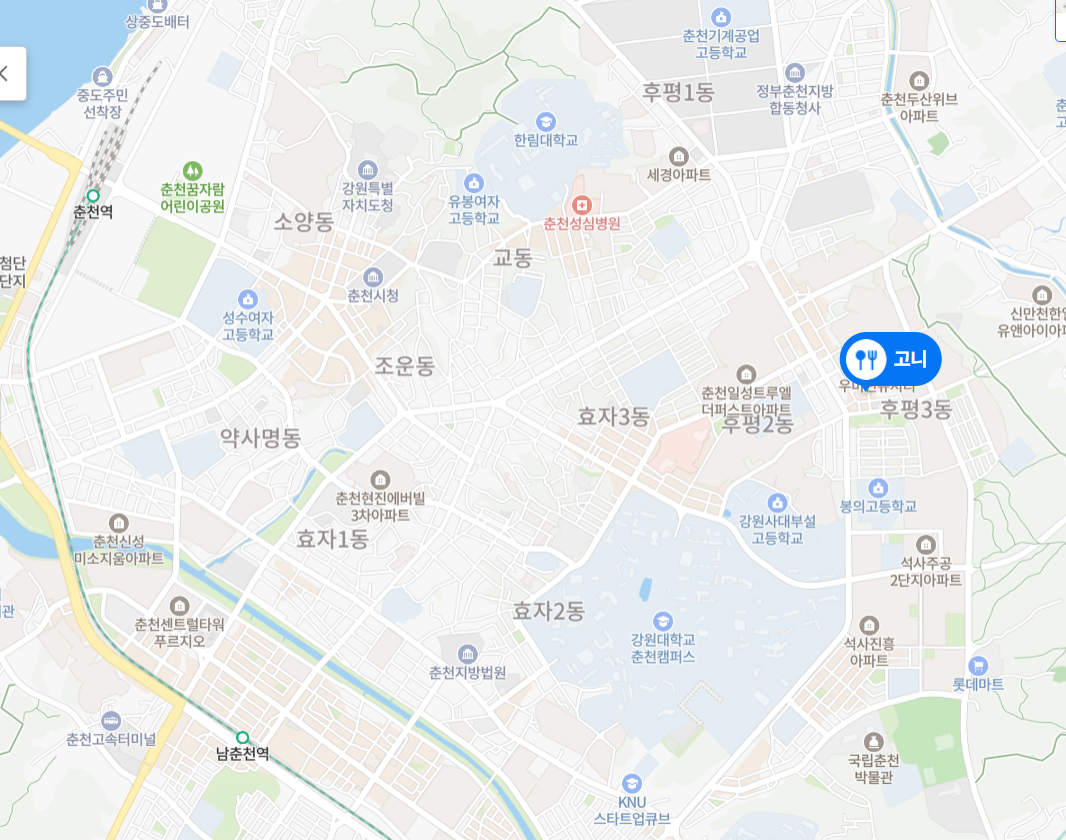 상중도배터
춘천기계공업
고등학교
중도주민
선착장
후평1동
정부춘천지방
합동청사
춘천두산위브
아파트
한림대학교
세경아파트
춘천꿈자람
어린이공원
강원특별
자치도청
유봉여자
고등학교
춘천역
소양동
춘천성심병원
교동
첨단
단지
춘천시청
성수여자
고등학교
신만천한일
유앤아이아파
고니
조운동
춘천일성트루엘
더퍼스트아파트
효자3동
후평2동
후평3동
약사명동
춘천현진에버빌
3차아파트
봉의고등학교
강원사대부설
고등학교
춘천신성
미소지움아파트
효자1동
석사주공
2단지아파트
관
춘천센트럴타워
푸르지오
효자2동
강원대학교
춘천캠퍼스
석사진흥
아파트
춘천지방법원
롯데마트
춘천고속터미널
남춘천역
국립춘천
박물관
KNU
스타트업큐브